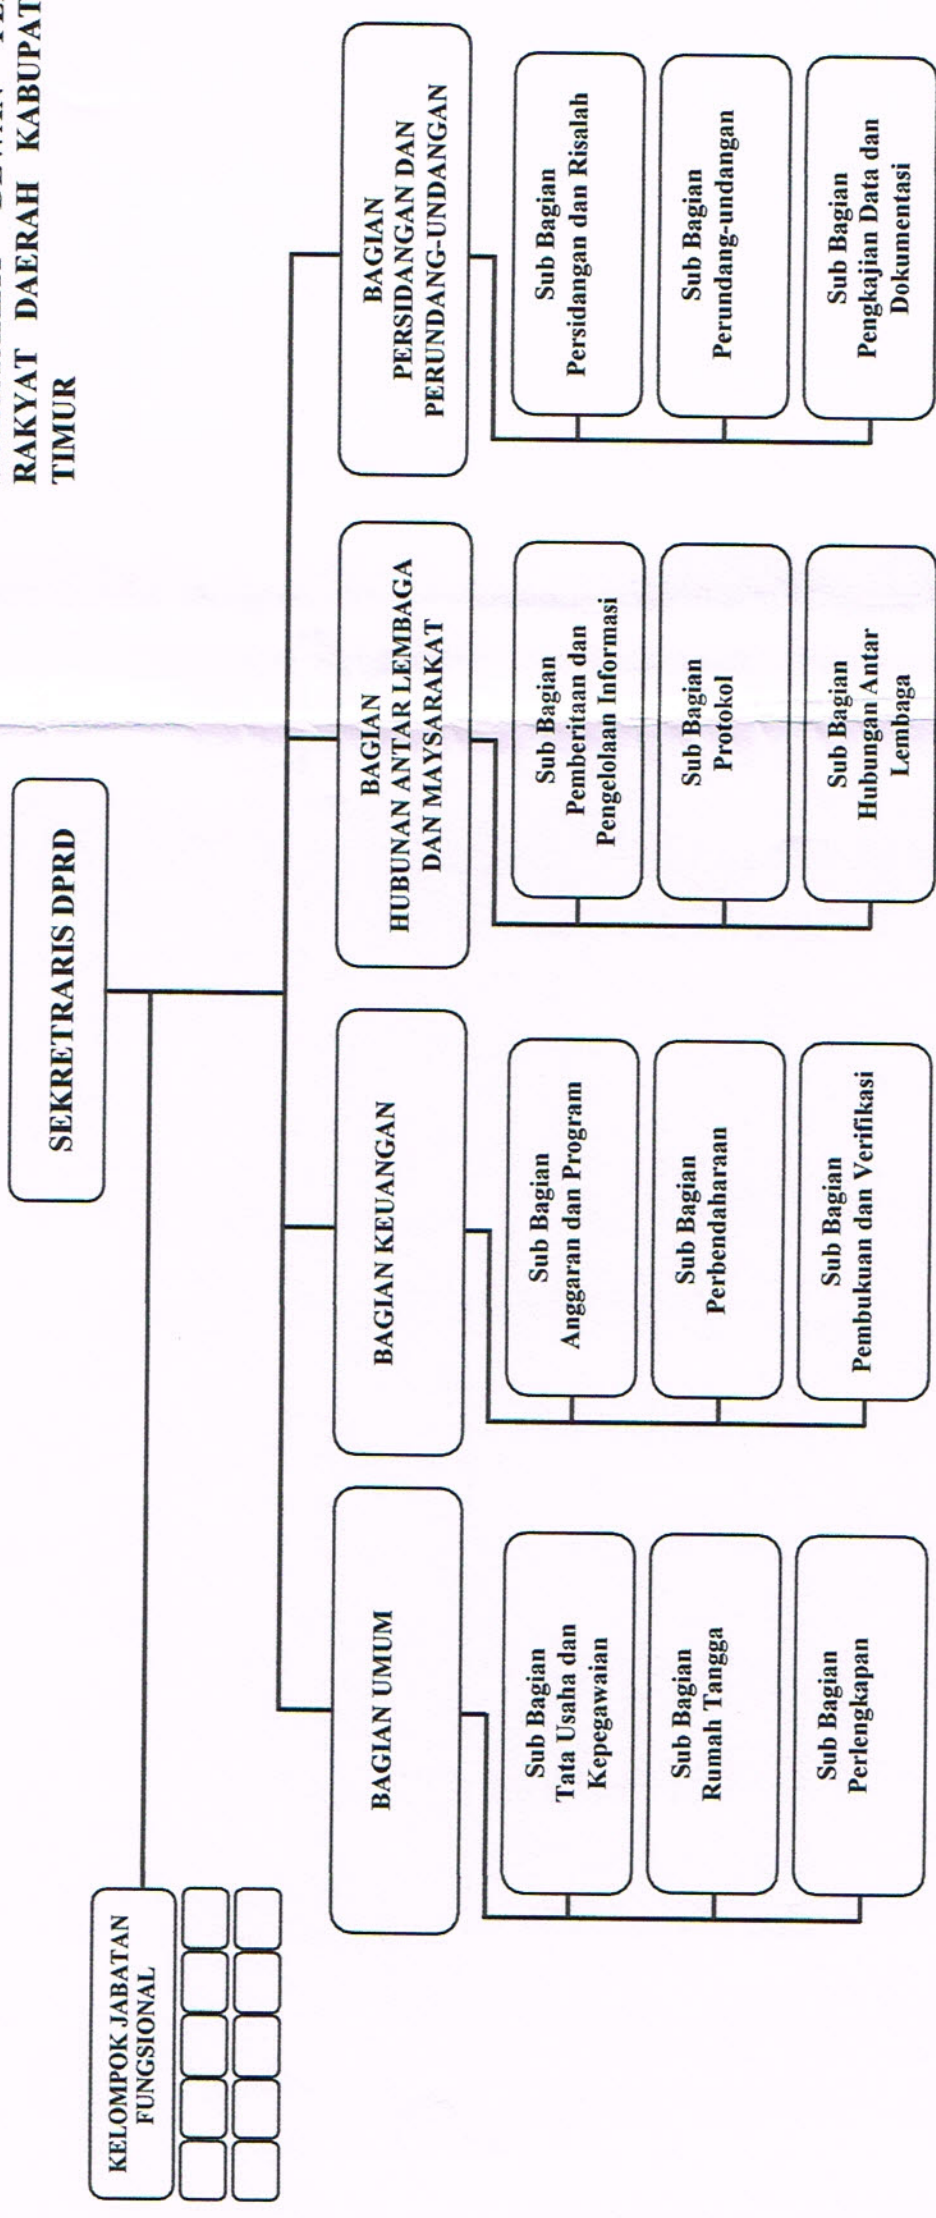 RAKYAT DAERAH KABUPAT
TIMUR
SEKRETRARIS DPRD
KELOMPOK JABATAN
FUNGSIONAL
BAGIAN UMUM
Sub Bagian
Tata Usaha dan
Kepegawaian
Sub Bagian
Rumah Tangga
Sub Bagian
Perlengkapan
BAGIAN KEUANGAN
Sub Bagian
Anggaran dan Program
Sub Bagian
Perbendaharaan
Sub Bagian
Pembukuan dan Verifikasi
BAGIAN
HUBUNAN ANTAR LEMBAGA
DAN MAYSARAKAT
Sub Bagian
Pemberitaan dan
Pengelolaan Informasi
Sub Bagian
Protokol
Sub Bagian
Hubungan Antar
Lembaga
BAGIAN
PERSIDANGAN DAN
PERUNDANG-UNDANGAN
Sub Bagian
Persidangan dan Risalah
Sub Bagian
Perundang-undangan
Sub Bagian
Pengkajian Data dan
Dokumentasi